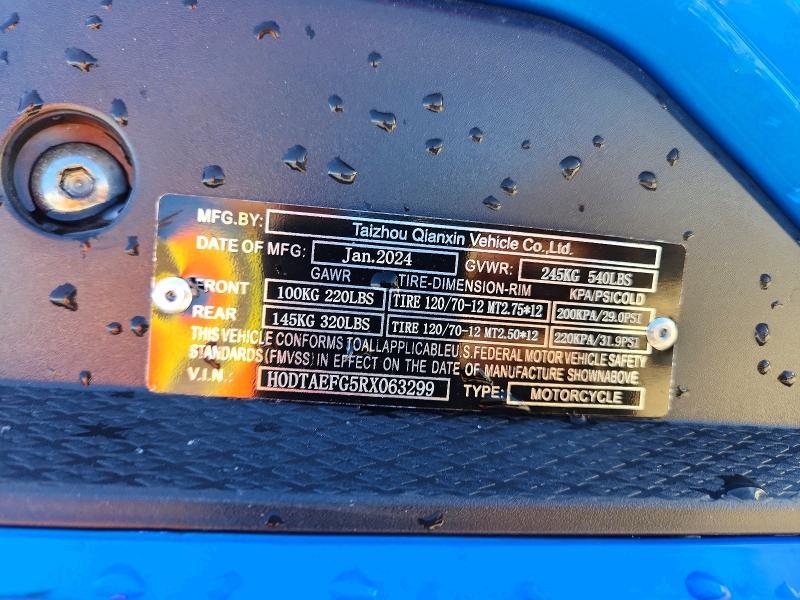 MFG.BY: Taizhou Qianxin Vehicle Co.,Ltd.
DATE OF MFG: Jan.2024 GVWR: 245KG 540LBS
GAWR TIRE-DIMENSION-RIM KPA/PSICOLD
FRONT 100KG 220LBS TIRE 120/70-12 MT2.75*12 200KPA/29.0PSI
REAR 145KG 320LBS TIRE 120/70-12 MT2.50*12 220KPA/31.9PSI
THIS VEHICLE CONFORMS TOALLAPPLICABLEU.S.FEDERAL MOTOR VEHICLE SAFETY
STANDARDS(FMVSS) IN EFFECT ON THE DATE OF MANUFACTURE SHOWNABOVE
V.I.N.: H0DTAEFG5RX063299 TYPE: MOTORCYCLE